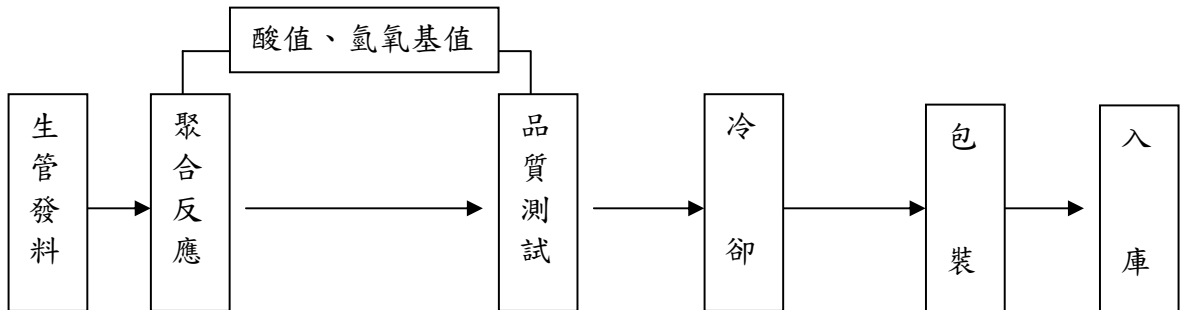 酸值、氫氧基值
生管發料
聚合反應
品質測試
冷卻
包裝
入庫